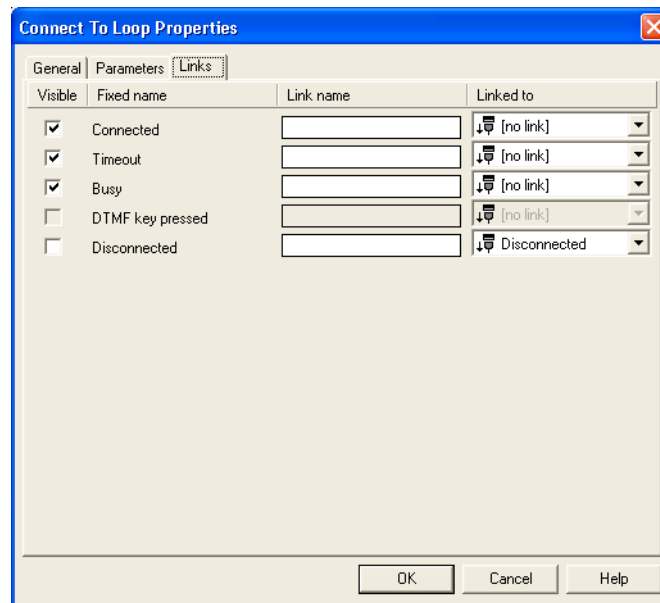 Connect To Loop Properties
General Parameters Links
Visible Fixed name Link name Linked to
Connected [no link]
Timeout [no link]
Busy [no link]
DTMF key pressed [no link]
Disconnected Disconnected
OK Cancel Help